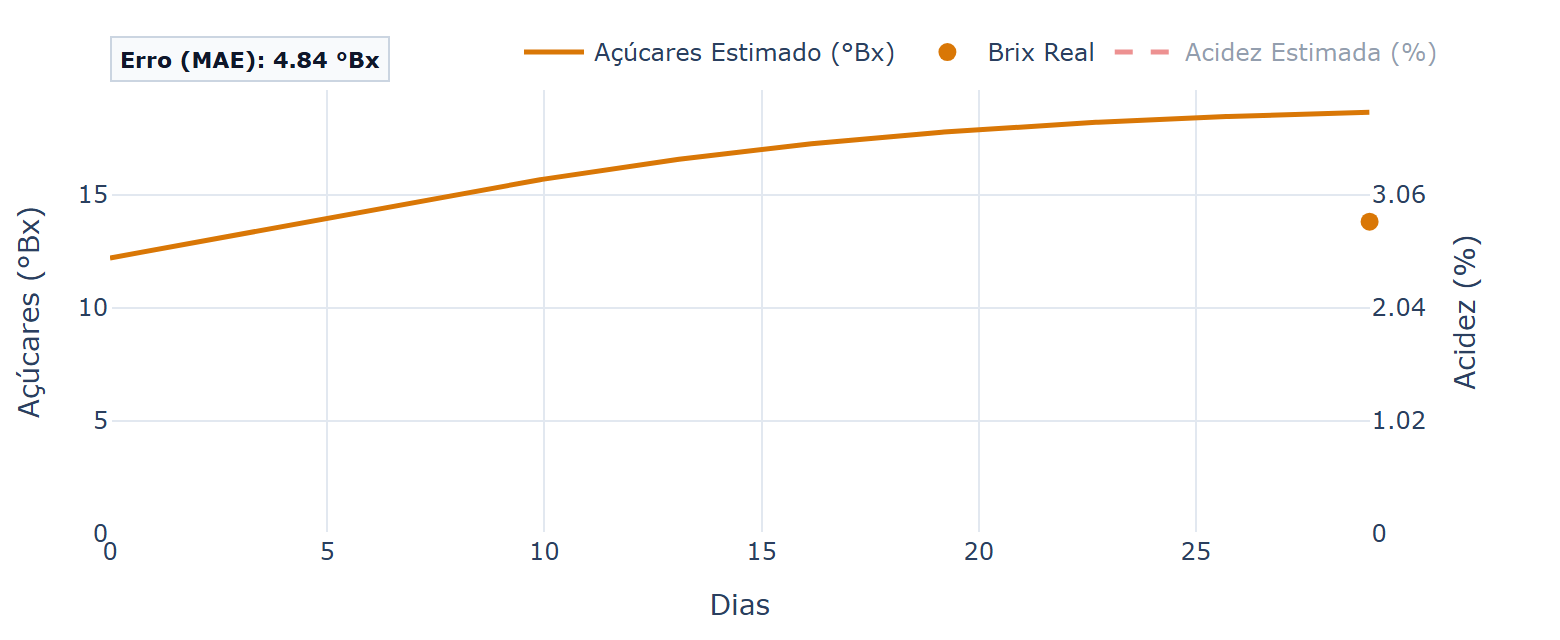 Erro (MAE): 4.84 ºBx
Açúcares Estimado (°Bx)
Brix Real
Acidez Estimada (%)
Açúcares (°Bx)
15
10
5
0
3.06
2.04
1.02
0
Acidez (%)
0
5
10
15
20
25
Dias